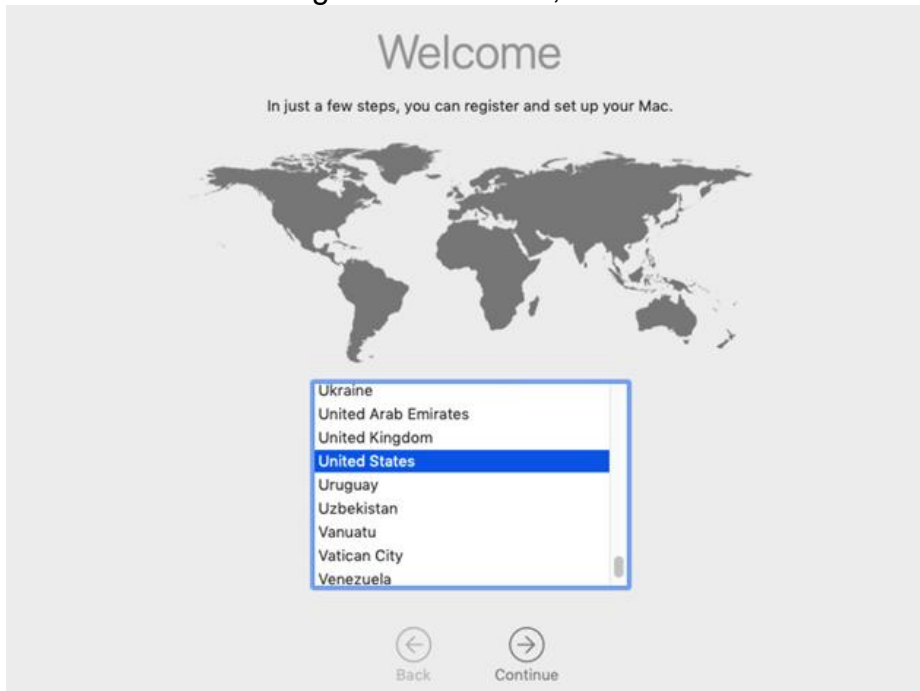 Welcome
In just a few steps, you can register and set up your Mac.
Ukraine
United Arab Emirates
United Kingdom
United States
Uruguay
Uzbekistan
Vanuatu
Vatican City
Venezuela
Back
Continue